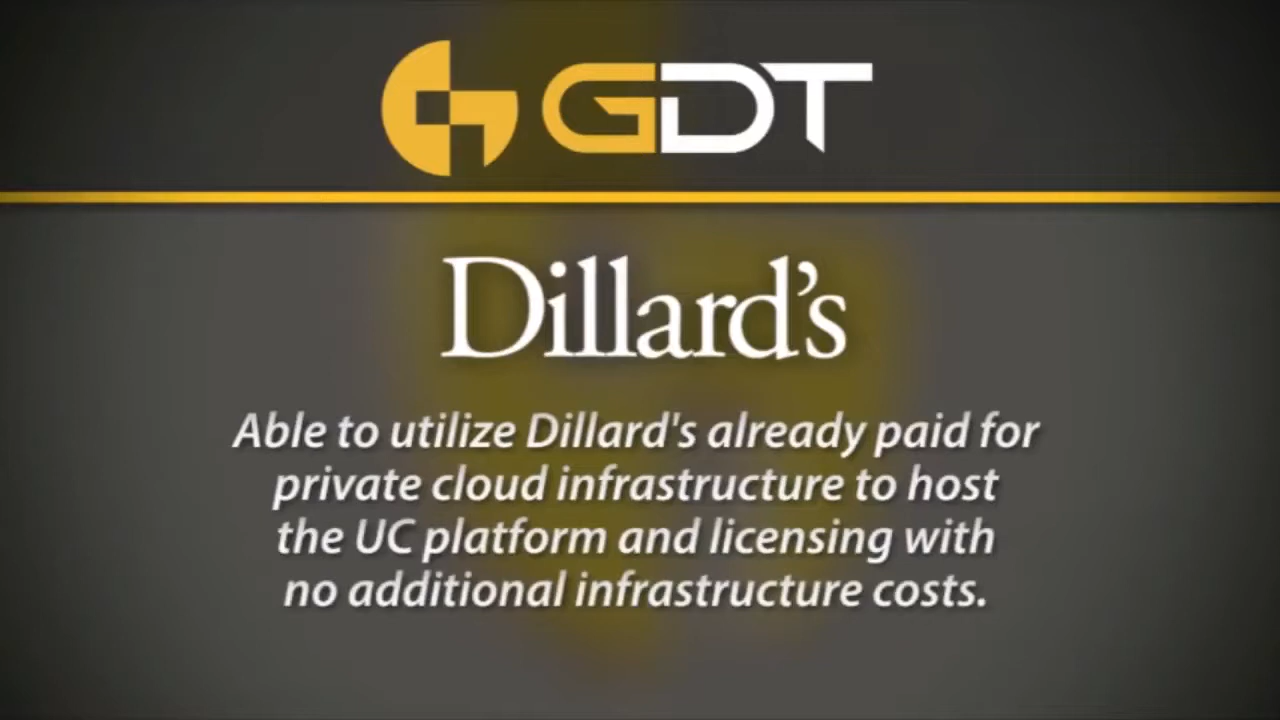 GDT
Dillard's
Able to utilize Dillard's already paid for
private cloud infrastructure to host
the UC platform and licensing with
no additional infrastructure costs.